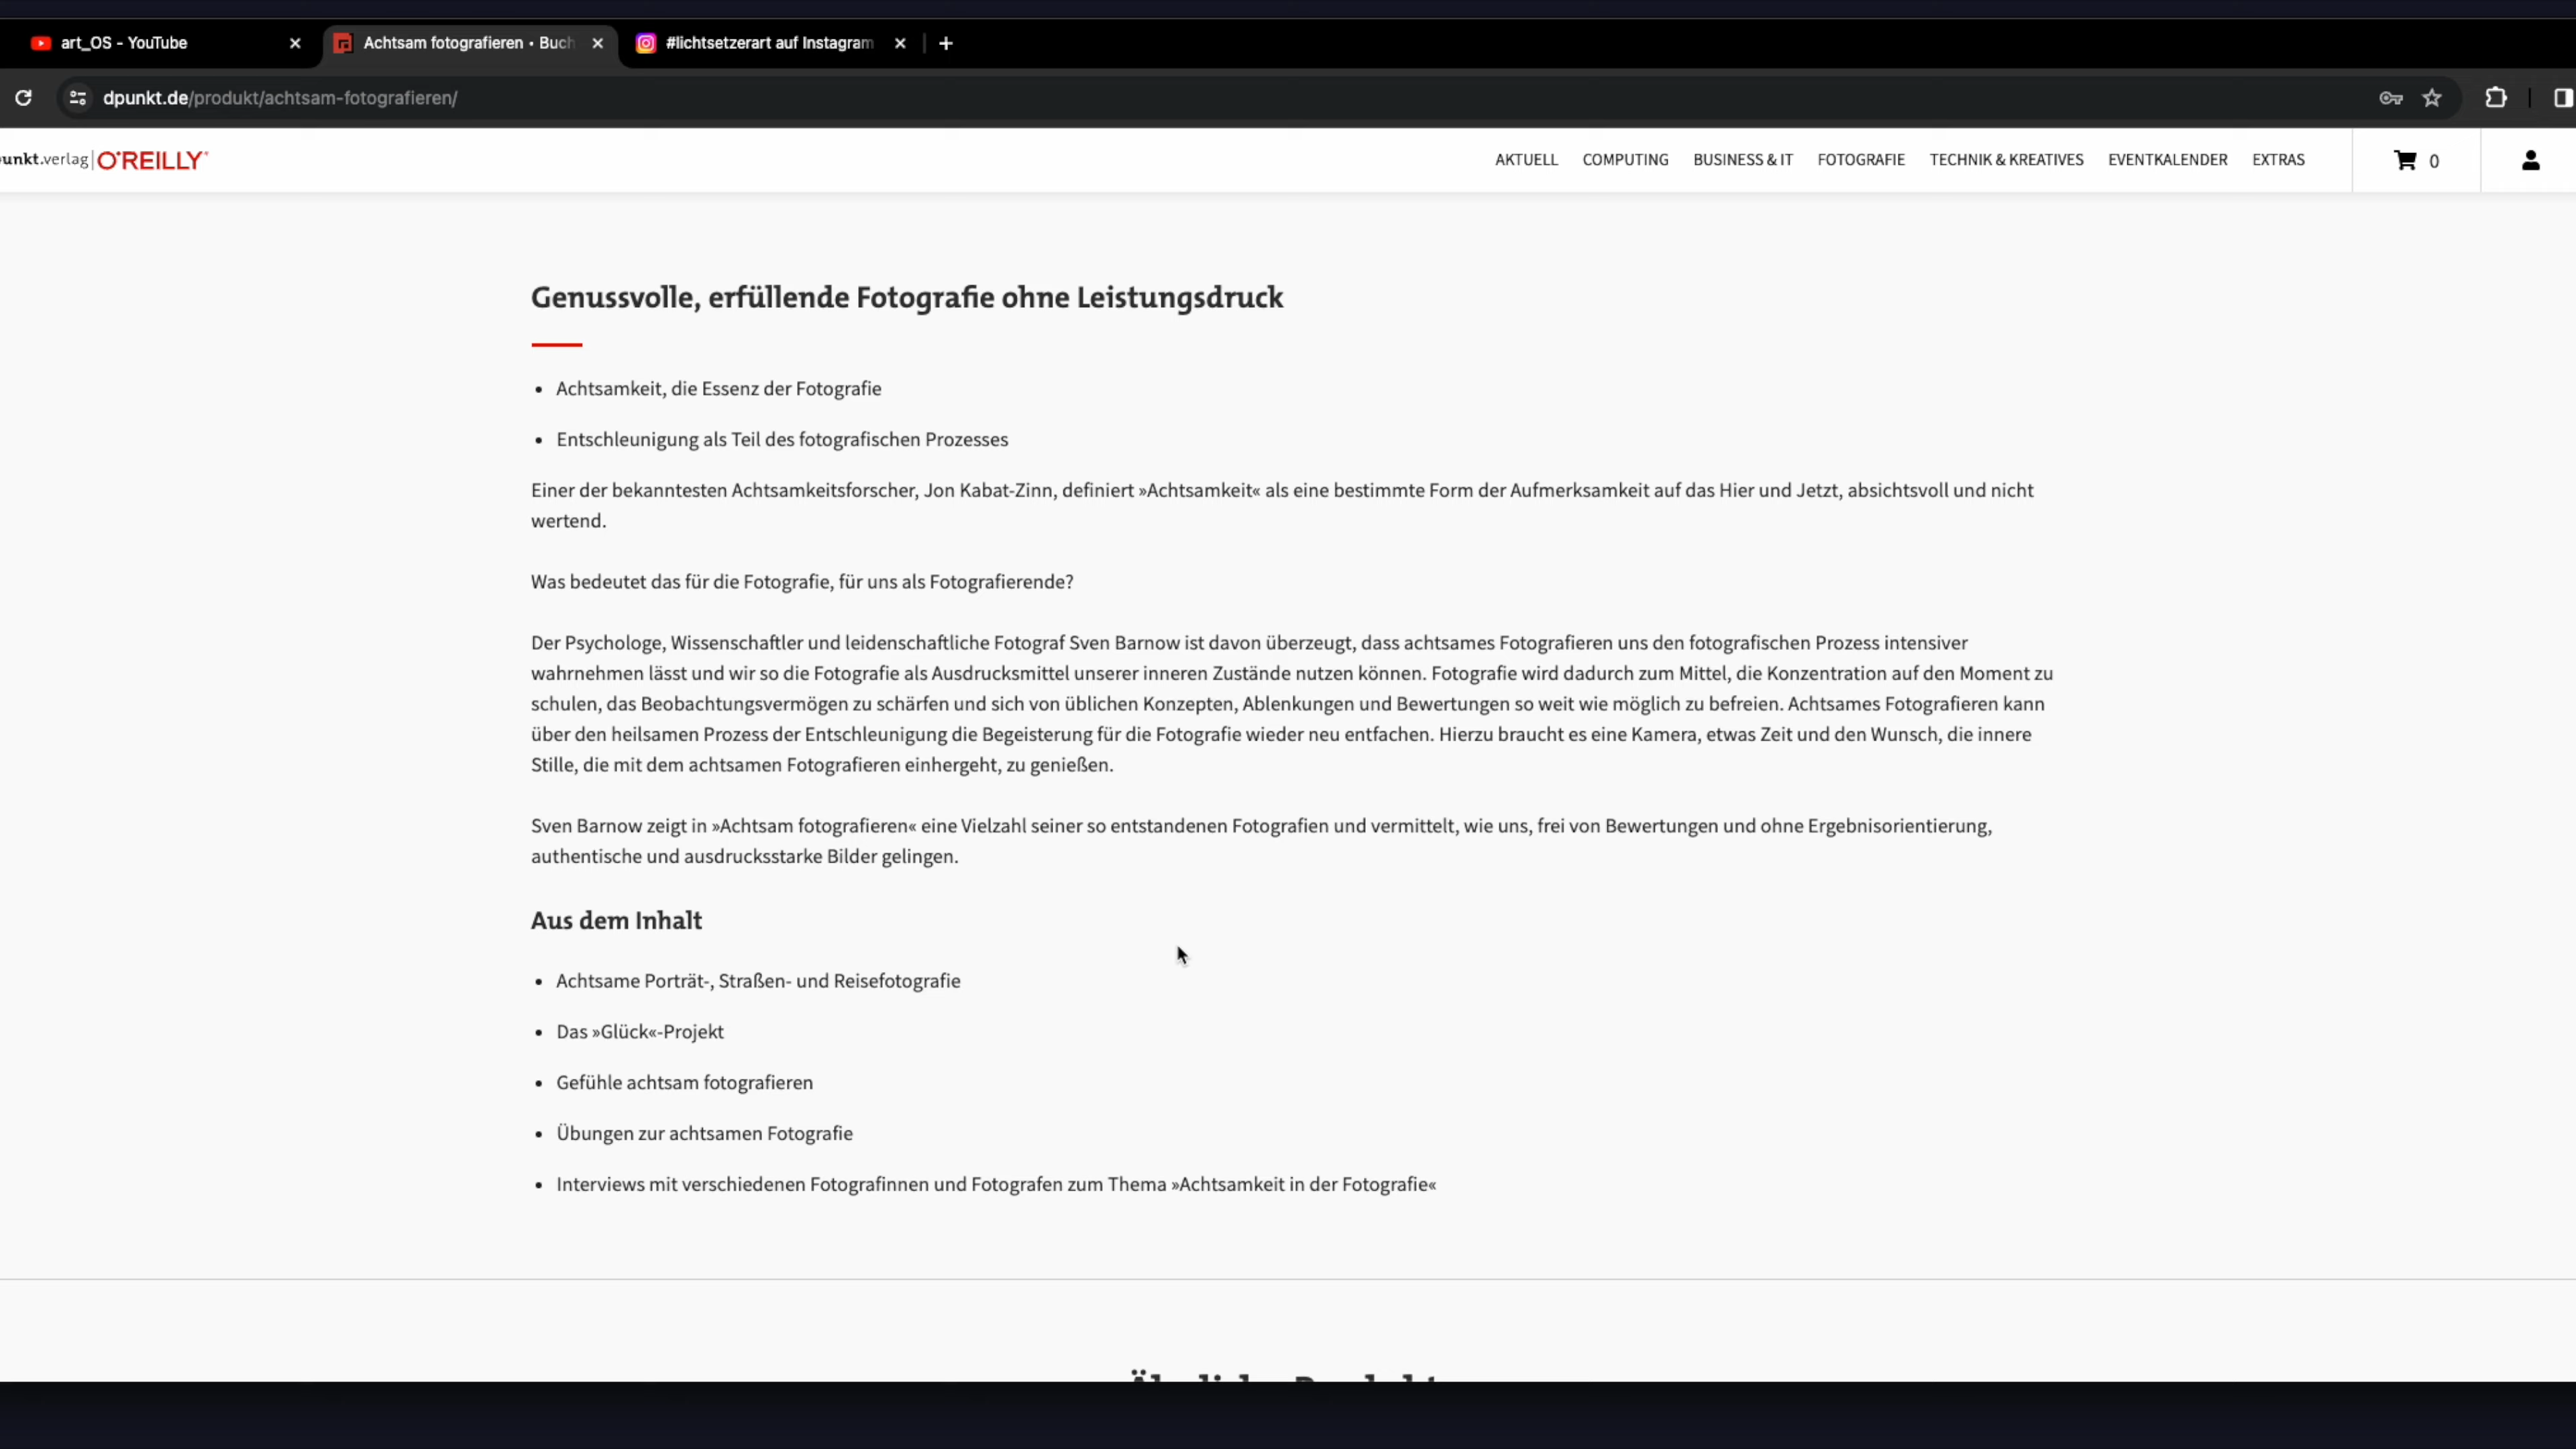 art_OS - YouTube
Achtsam fotografieren • Buch
#lichtsetzerart auf Instagram
dpunkt.de/produkt/achtsam-fotografieren/
punkt.verlag | O'REILLY®
AKTUELL COMPUTING BUSINESS & IT FOTOGRAFIE TECHNIK & KREATIVES EVENTKALENDER EXTRAS 0
Genussvolle, erfüllende Fotografie ohne Leistungsdruck
• Achtsamkeit, die Essenz der Fotografie
• Entschleunigung als Teil des fotografischen Prozesses
Einer der bekanntesten Achtsamkeitsforscher, Jon Kabat-Zinn, definiert »Achtsamkeit« als eine bestimmte Form der Aufmerksamkeit auf das Hier und Jetzt, absichtsvoll und nicht
wertend.
Was bedeutet das für die Fotografie, für uns als Fotografierende?
Der Psychologe, Wissenschaftler und leidenschaftliche Fotograf Sven Barnow ist davon überzeugt, dass achtsames Fotografieren uns den fotografischen Prozess intensiver
wahrnehmen lässt und wir so die Fotografie als Ausdrucksmittel unserer inneren Zustände nutzen können. Fotografie wird dadurch zum Mittel, die Konzentration auf den Moment zu
schulen, das Beobachtungsvermögen zu schärfen und sich von üblichen Konzepten, Ablenkungen und Bewertungen so weit wie möglich zu befreien. Achtsames Fotografieren kann
über den heilsamen Prozess der Entschleunigung die Begeisterung für die Fotografie wieder neu entfachen. Hierzu braucht es eine Kamera, etwas Zeit und den Wunsch, die innere
Stille, die mit dem achtsamen Fotografieren einhergeht, zu genießen.
Sven Barnow zeigt in »Achtsam fotografieren« eine Vielzahl seiner so entstandenen Fotografien und vermittelt, wie uns, frei von Bewertungen und ohne Ergebnisorientierung,
authentische und ausdrucksstarke Bilder gelingen.
Aus dem Inhalt
• Achtsame Porträt-, Straßen- und Reisefotografie
• Das »Glück«-Projekt
• Gefühle achtsam fotografieren
• Übungen zur achtsamen Fotografie
• Interviews mit verschiedenen Fotografinnen und Fotografen zum Thema »Achtsamkeit in der Fotografie«